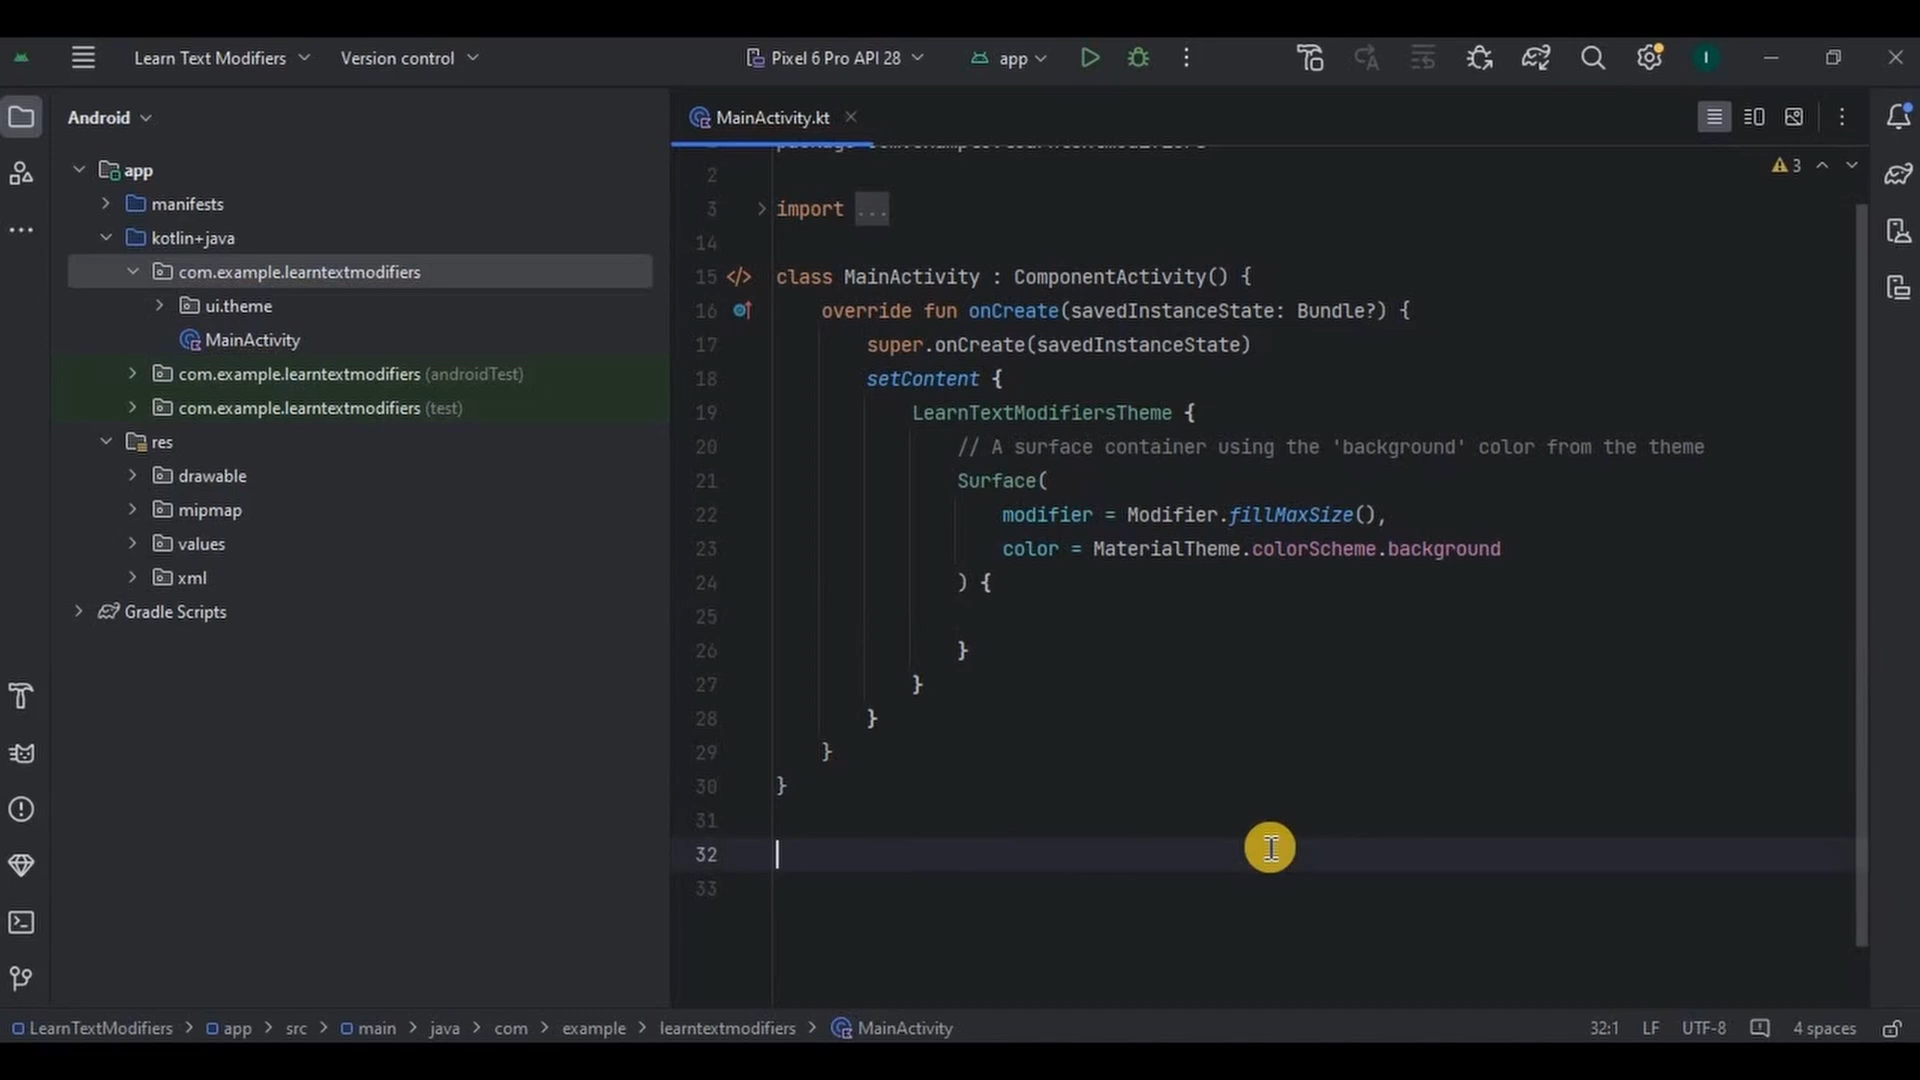 Learn Text Modifiers
Version control
Pixel 6 Pro API 28
app
I
Android
MainActivity.kt
app
manifests
kotlin+java
com.example.learntextmodifiers
ui.theme
MainActivity
com.example.learntextmodifiers (androidTest)
com.example.learntextmodifiers (test)
res
drawable
mipmap
values
xml
Gradle Scripts
3
2
3 import ...
14
15 class MainActivity : ComponentActivity() {
16 override fun onCreate(savedInstanceState: Bundle?) {
17 super.onCreate(savedInstanceState)
18 setContent {
19 LearnTextModifiersTheme {
20 // A surface container using the 'background' color from the theme
21 Surface(
22 modifier = Modifier.fillMaxSize(),
23 color = MaterialTheme.colorScheme.background
24 ) {
25
26 }
27 }
28 }
29 }
30 }
31
32
33
LearnTextModifiers > app > src > main > java > com > example > learntextmodifiers > MainActivity
32:1 LF UTF-8 4 spaces